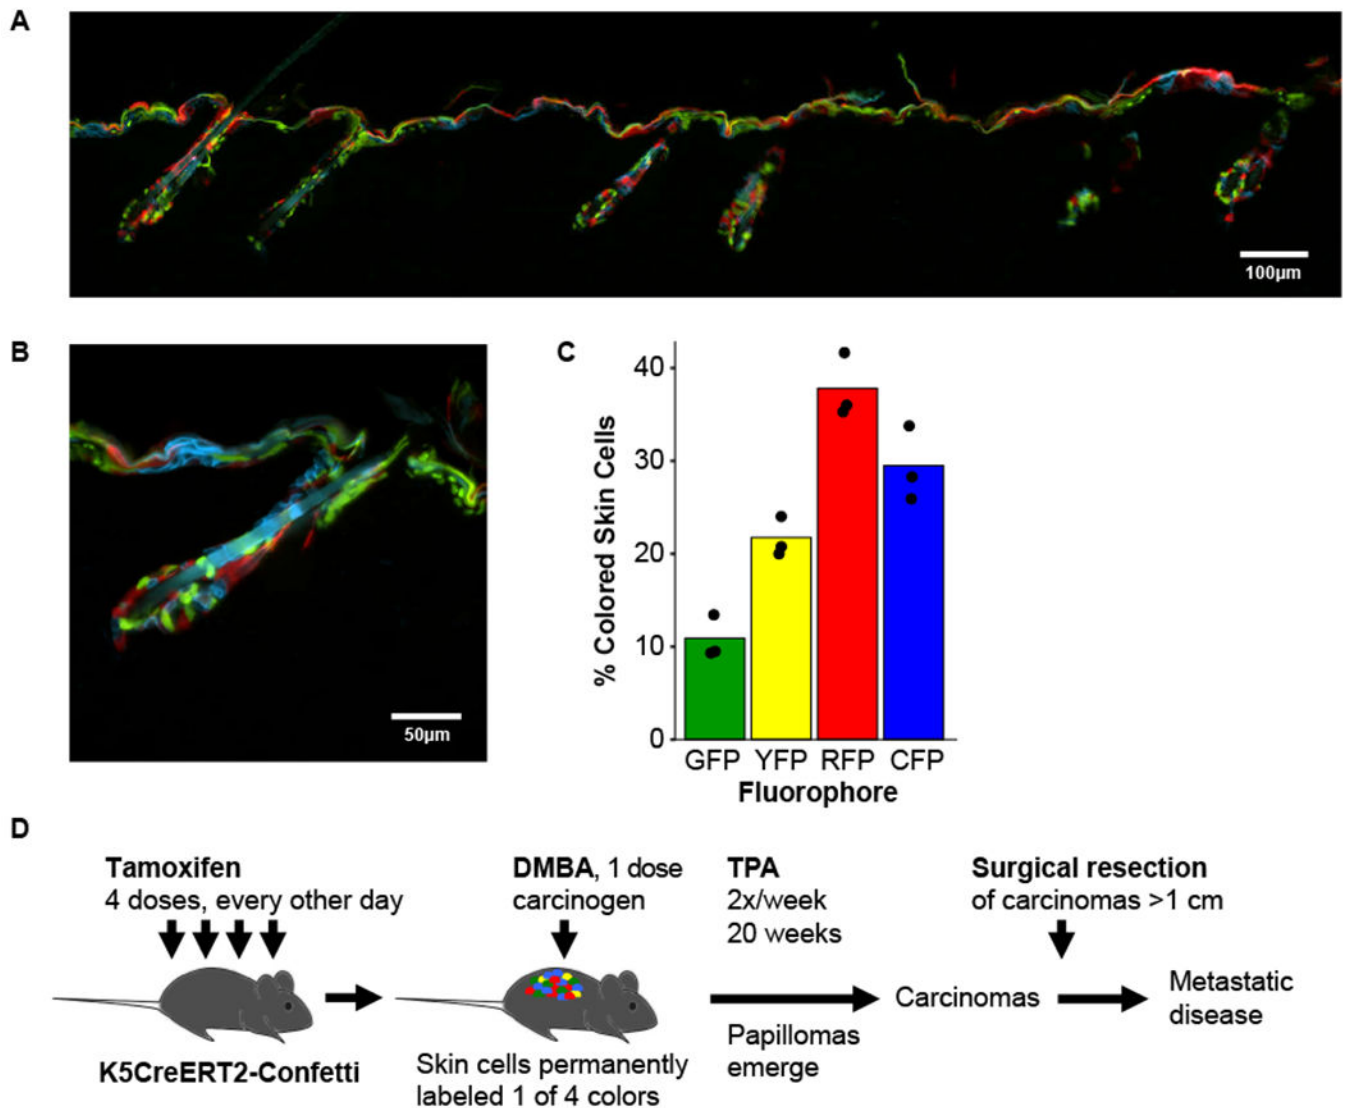 A
100µm
B
50µm
C
% Colored Skin Cells
40
30
20
10
0
GFP YFP RFP CFP
Fluorophore
D
Tamoxifen
4 doses, every other day
K5CreERT2-Confetti
DMBA, 1 dose
carcinogen
Skin cells permanently
labeled 1 of 4 colors
TPA
2x/week
20 weeks
Papillomas
emerge
Surgical resection
of carcinomas >1 cm
Carcinomas
Metastatic
disease